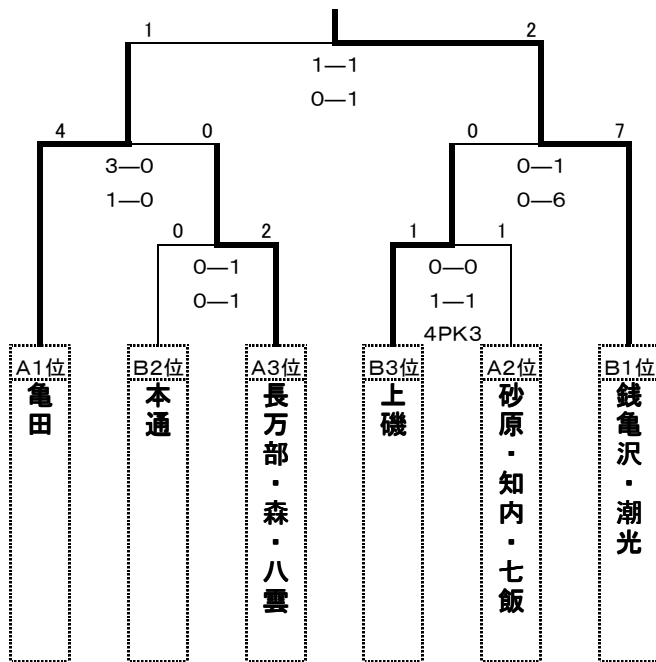 1 2
1―1
0―1
4 0 0 7
3―0 0―1
1―0 0―6
0 2 1 1
0―1 0―0
0―1 1―1
4PK3
A1位 B2位 A3位 B3位 A2位 B1位
亀田
本通
長万部・森・八雲
上磯
砂原・知内・七飯
銭亀沢・潮光